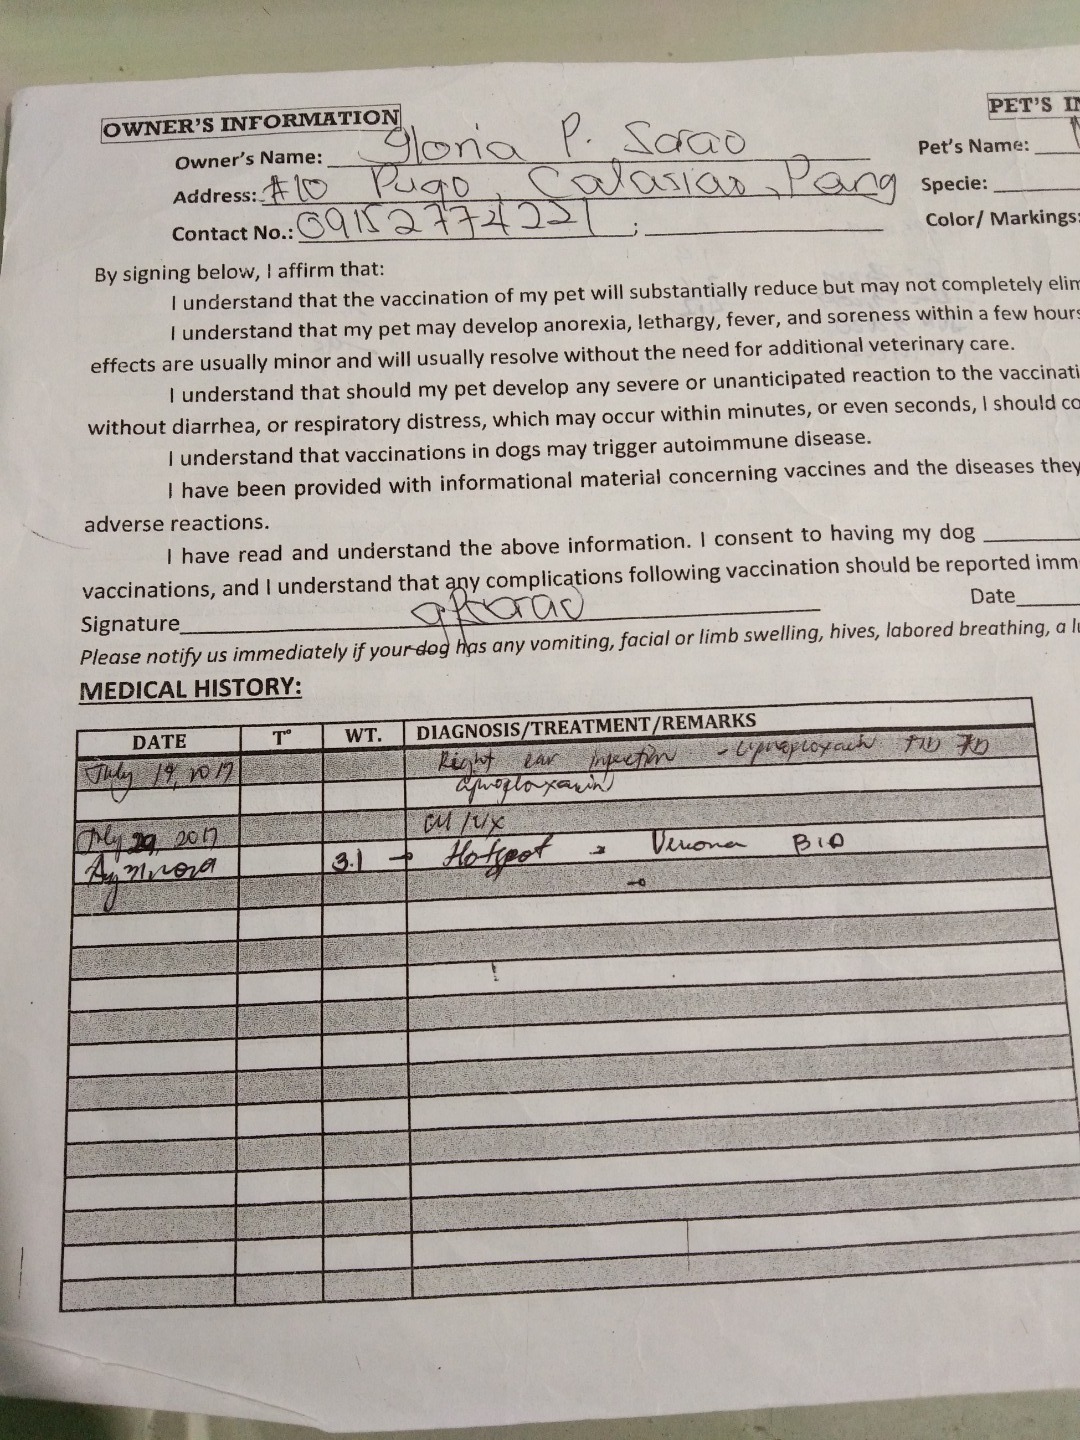 OWNER'S INFORMATION PET'S
Owner's Name: Gloria P. Sarao Pet's Name:
Address: #10 Pugo, Calasiao, Pang Specie:
Contact No.: 09152774221 ; Color/ Markings:
By signing below, I affirm that:
I understand that the vaccination of my pet will substantially reduce but may not completely elim
I understand that my pet may develop anorexia, lethargy, fever, and soreness within a few hours
effects are usually minor and will usually resolve without the need for additional veterinary care.
I understand that should my pet develop any severe or unanticipated reaction to the vaccinati
without diarrhea, or respiratory distress, which may occur within minutes, or even seconds, I should co
I understand that vaccinations in dogs may trigger autoimmune disease.
I have been provided with informational material concerning vaccines and the diseases they
adverse reactions.
I have read and understand the above information. I consent to having my dog
vaccinations, and I understand that any complications following vaccination should be reported imm
Signature Date
Please notify us immediately if your dog has any vomiting, facial or limb swelling, hives, labored breathing, a lu
MEDICAL HISTORY:
DATE T° WT. DIAGNOSIS/TREATMENT/REMARKS
July 19, 2017 Right ear
July 29, 2017
3.1 → Hotspot BID